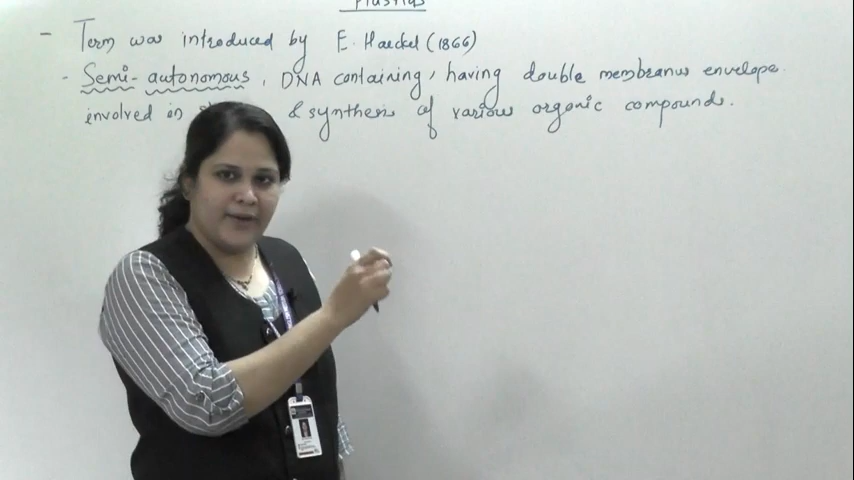 Plastids
- Term was introduced by E. Haeckel (1866)
- Semi-autonomous, DNA containing, having double membranus envelope
involved in & synthesis of various organic compounds.